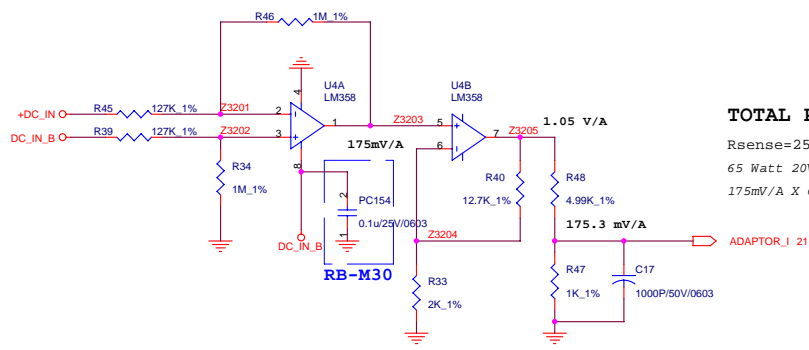 R46
1M_1%
U4A
LM358
U4B
LM358
4
+DC_IN
R45
127K_1%
Z3201
2
1
Z3203
5
7
Z3205
1.05 V/A
TOTAL P
DC_IN_B
R39
127K_1%
Z3202
3
6
175mV/A
Rsense=25
R34
1M_1%
8
2
PC154
0.1u/25V/0603
1
R40
12.7K_1%
R48
4.99K_1%
65 Watt 20V
175mV/A X
175.3 mV/A
DC_IN_B
Z3204
ADAPTOR_I 21
RB-M30
R33
2K_1%
R47
1K_1%
C17
1000P/50V/0603